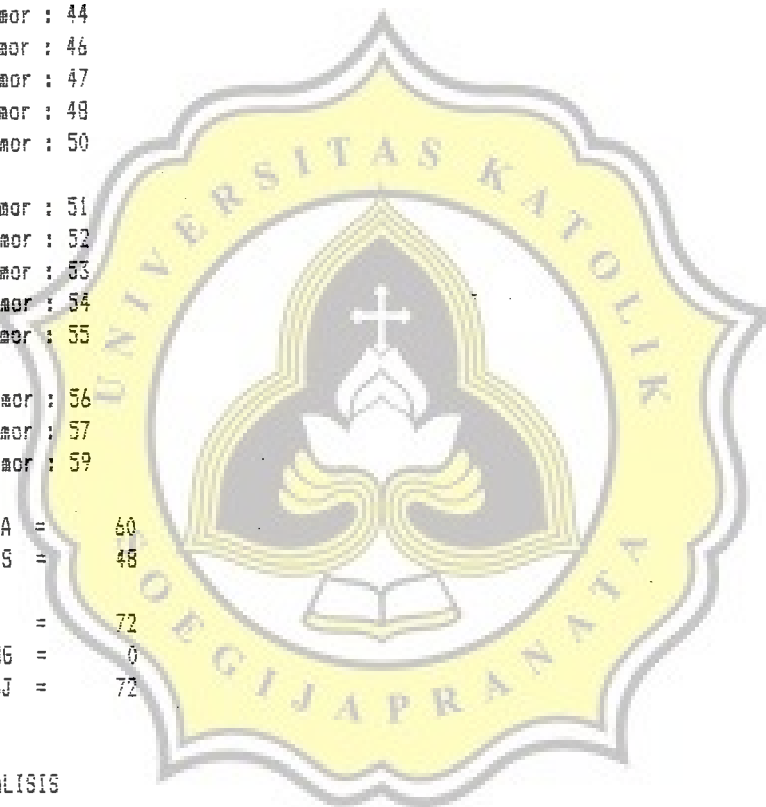 mor : 44
mor : 46
mor : 47
mor : 48
mor : 50
mor : 51
mor : 52
mor : 53
mor : 54
mor : 55
mor : 56
mor : 57
mor : 59
A = 60
S = 48
= 72
G = 0
J = 72
ALISIS
UNIVERSITAS KATOLIK
SOEGIJAPRANATA